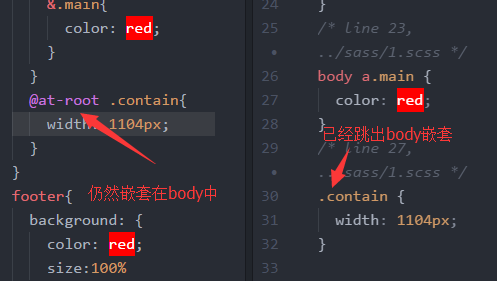 &.main{
color: red;
}
}
@at-root .contain{
width: 1104px;
}
}
仍然嵌套在body中
footer{
background: {
color: red;
size:100%
24 }
25 /* line 23,
../sass/1.scss */
26 body a.main {
27 color: red;
28 }
已经跳出body嵌套
29 /* line 27,
../sass/1.scss */
30 .contain {
31 width: 1104px;
32 }
33